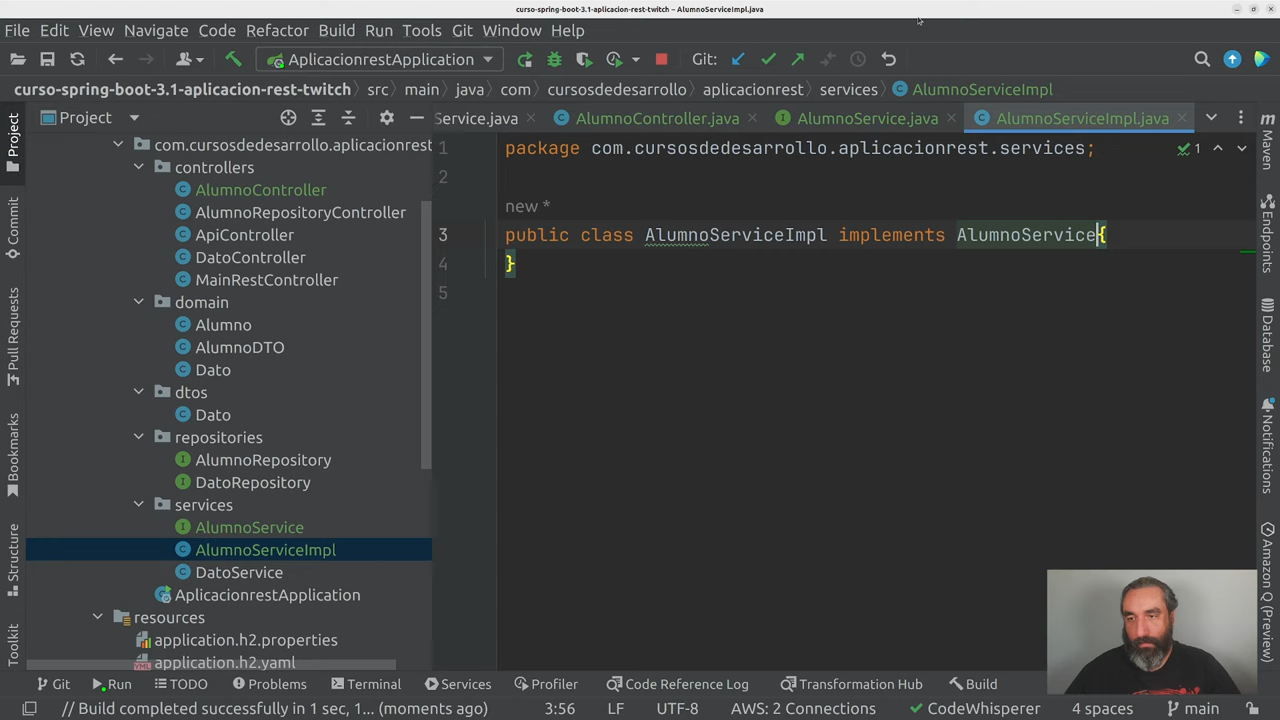 curso-spring-boot-3.1-aplicacion-rest-twitch – AlumnoServiceImpl.java
File Edit View Navigate Code Refactor Build Run Tools Git Window Help
AplicacionrestApplication Git:
curso-spring-boot-3.1-aplicacion-rest-twitch src main java com cursosdedesarrollo aplicacionrest services AlumnoServiceImpl
Project
Service.java AlumnoController.java AlumnoService.java AlumnoServiceImpl.java
com.cursosdedesarrollo.aplicacionrest
controllers
AlumnoController
AlumnoRepositoryController
ApiController
DatoController
MainRestController
domain
Alumno
AlumnoDTO
Dato
dtos
Dato
repositories
AlumnoRepository
DatoRepository
services
AlumnoService
AlumnoServiceImpl
DatoService
AplicacionrestApplication
resources
application.h2.properties
application.h2.yaml
1 package com.cursosdedesarrollo.aplicacionrest.services;
1
2
new *
3 public class AlumnoServiceImpl implements AlumnoService{
4 }
5
Project
Commit
Pull Requests
Bookmarks
Structure
Toolkit
m
Maven
Endpoints
Database
Notifications
Amazon Q (Preview)
Git Run TODO Problems Terminal Services Profiler Code Reference Log Transformation Hub Build
// Build completed successfully in 1 sec, 1... (moments ago) 3:56 LF UTF-8 AWS: 2 Connections CodeWhisperer 4 spaces main